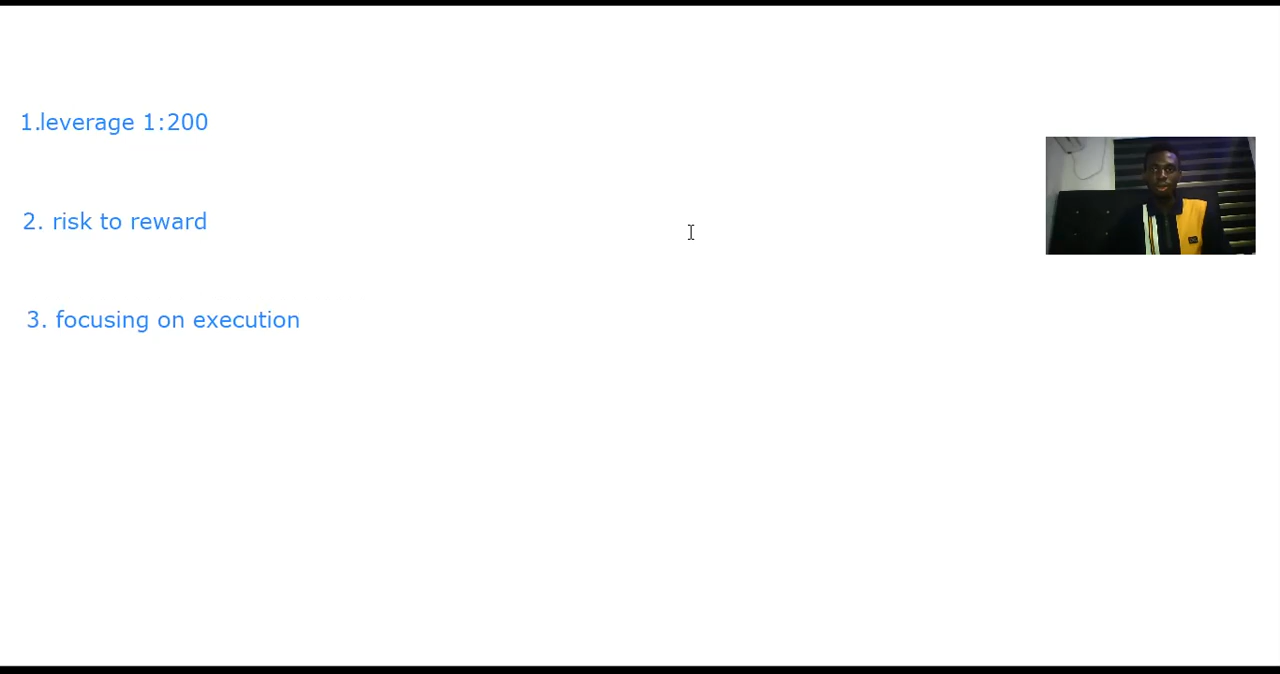 1.leverage 1:200
2. risk to reward
3. focusing on execution